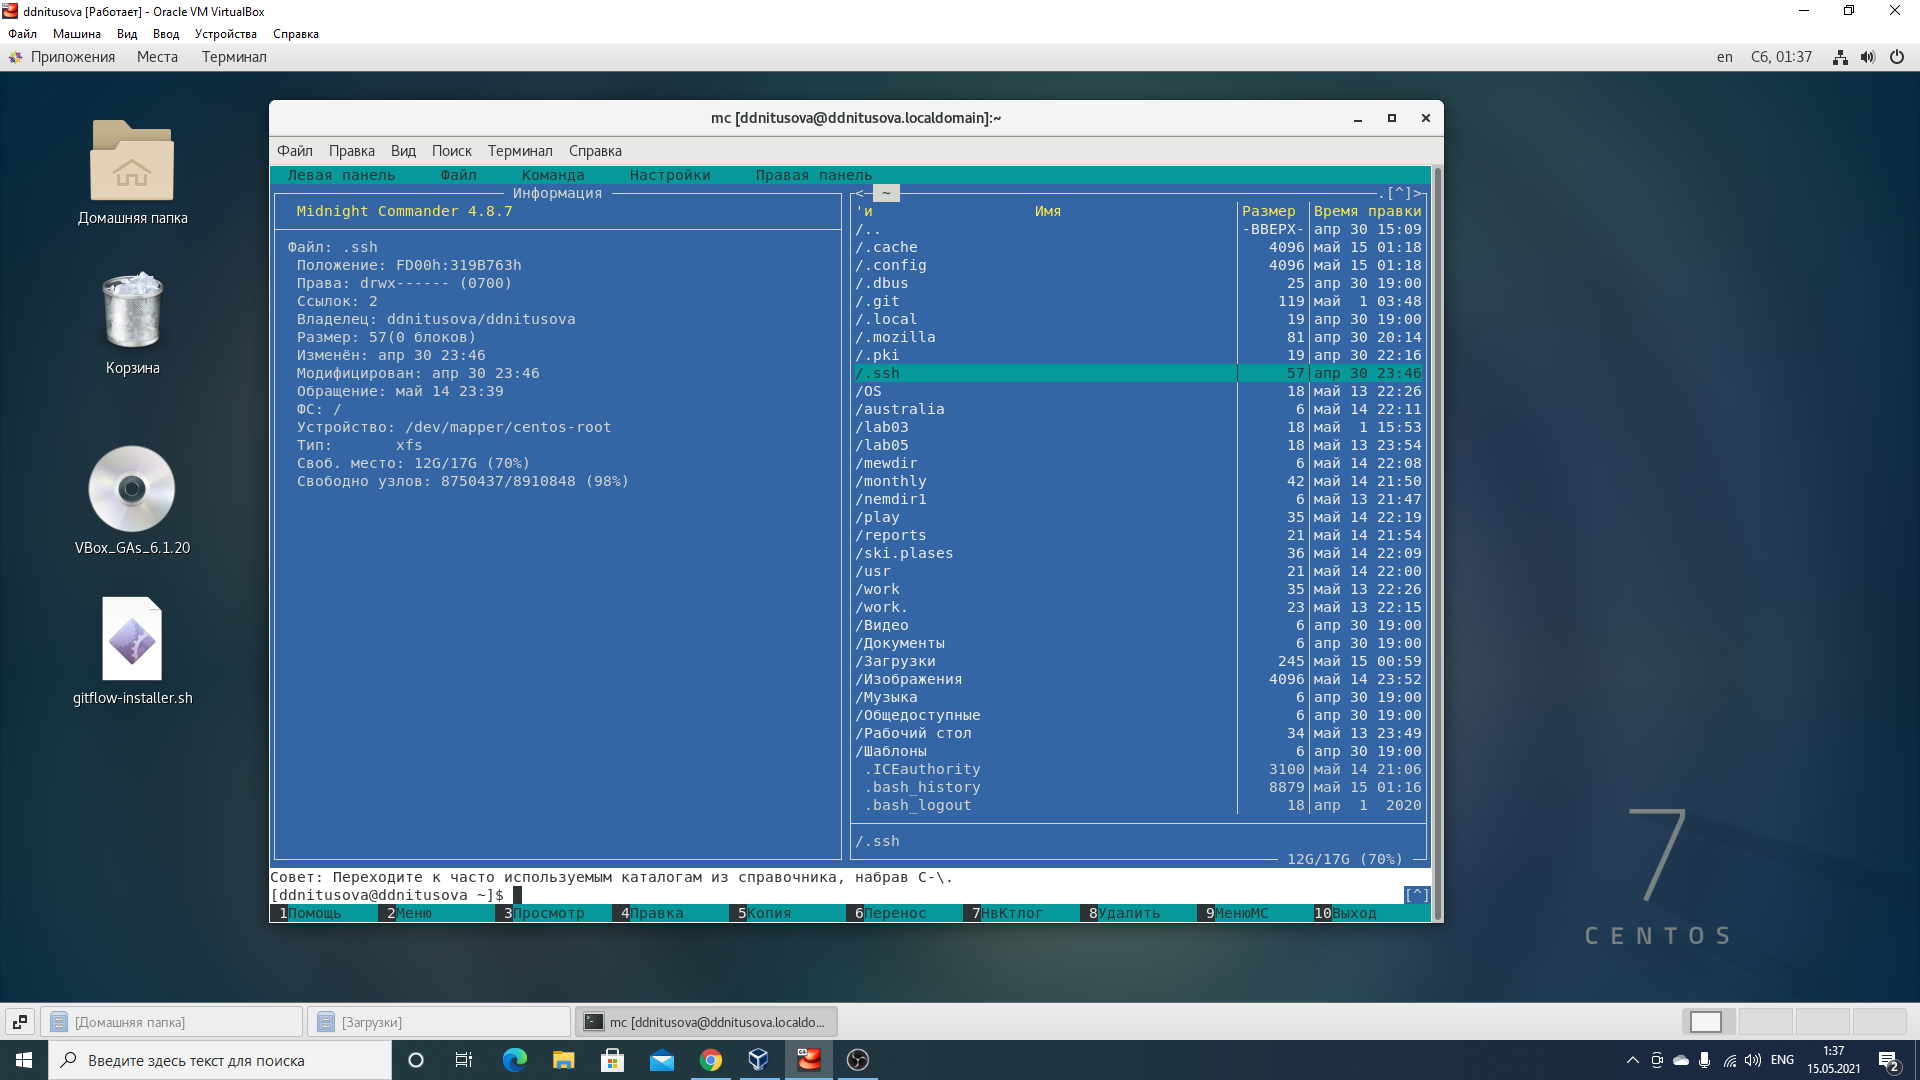 ddnitusova [Работает] - Oracle VM VirtualBox
Файл Машина Вид Ввод Устройства Справка
Приложения Места Терминал en Сб, 01:37
Домашняя папка
Корзина
VBox_GAs_6.1.20
gitflow-installer.sh
mc [ddnitusova@ddnitusova.localdomain]:~
Файл Правка Вид Поиск Терминал Справка
Левая панель Файл Команда Настройки Правая панель
Информация
Midnight Commander 4.8.7
Файл: .ssh
Положение: FD00h:319B763h
Права: drwx------ (0700)
Ссылок: 2
Владелец: ddnitusova/ddnitusova
Размер: 57(0 блоков)
Изменён: апр 30 23:46
Модифицирован: апр 30 23:46
Обращение: май 14 23:39
ФС: /
Устройство: /dev/mapper/centos-root
Тип: xfs
Своб. место: 12G/17G (70%)
Свободно узлов: 8750437/8910848 (98%)
<- ~ .[^]>
'и Имя Размер Время правки
/.. -ВВЕРХ- апр 30 15:09
/.cache 4096 май 15 01:18
/.config 4096 май 15 01:18
/.dbus 25 апр 30 19:00
/.git 119 май 1 03:48
/.local 19 апр 30 19:00
/.mozilla 81 апр 30 20:14
/.pki 19 апр 30 22:16
/.ssh 57 апр 30 23:46
/OS 18 май 13 22:26
/australia 6 май 14 22:11
/lab03 18 май 1 15:53
/lab05 18 май 13 23:54
/mewdir 6 май 14 22:08
/monthly 42 май 14 21:50
/nemdir1 6 май 13 21:47
/play 35 май 14 22:19
/reports 21 май 14 21:54
/ski.plases 36 май 14 22:09
/usr 21 май 14 22:00
/work 35 май 13 22:26
/work. 23 май 13 22:15
/Видео 6 апр 30 19:00
/Документы 6 апр 30 19:00
/Загрузки 245 май 15 00:59
/Изображения 4096 май 14 23:52
/Музыка 6 апр 30 19:00
/Общедоступные 6 апр 30 19:00
/Рабочий стол 34 май 13 23:49
/Шаблоны 6 апр 30 19:00
.ICEauthority 3100 май 14 21:06
.bash_history 8879 май 15 01:16
.bash_logout 18 апр 1 2020
/.ssh
12G/17G (70%)
Совет: Переходите к часто используемым каталогам из справочника, набрав C-\.
[ddnitusova@ddnitusova ~]$ [^]
1Помощь 2Меню 3Просмотр 4Правка 5Копия 6Перенос 7НвКтлог 8Удалить 9МенюMC 10Выход
7
CENTOS
[Домашняя папка] [Загрузки] mc [ddnitusova@ddnitusova.localdo...
Введите здесь текст для поиска
ENG
1:37
15.05.2021
2